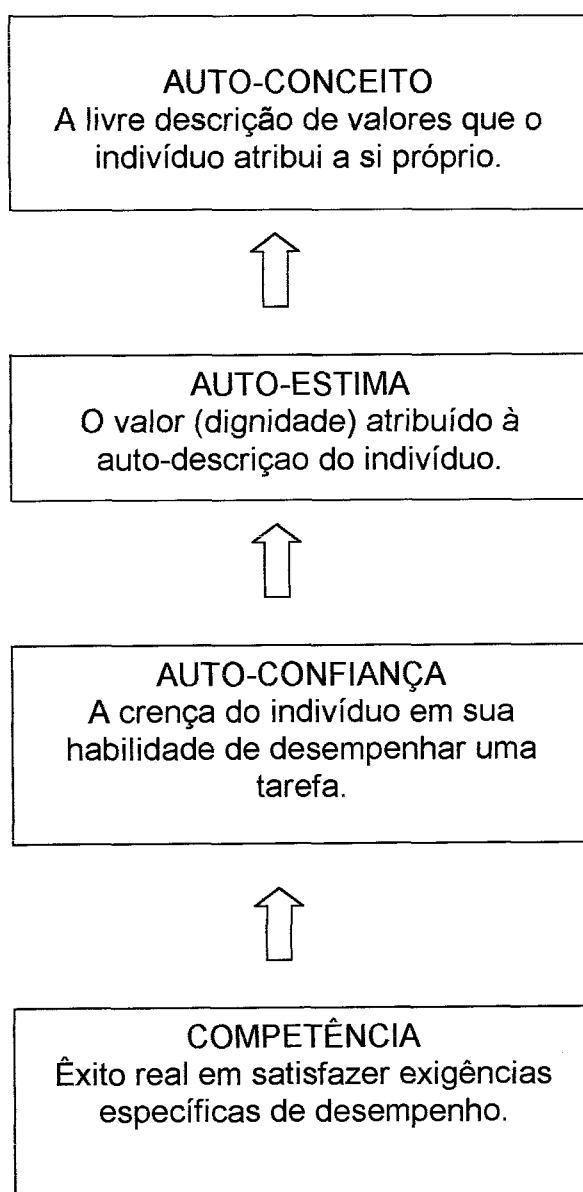 AUTO-CONCEITO
A livre descrição de valores que o
indivíduo atribui a si próprio.
AUTO-ESTIMA
O valor (dignidade) atribuído à
auto-descriçao do indivíduo.
AUTO-CONFIANÇA
A crença do indivíduo em sua
habilidade de desempenhar uma
tarefa.
COMPETÊNCIA
Êxito real em satisfazer exigências
específicas de desempenho.